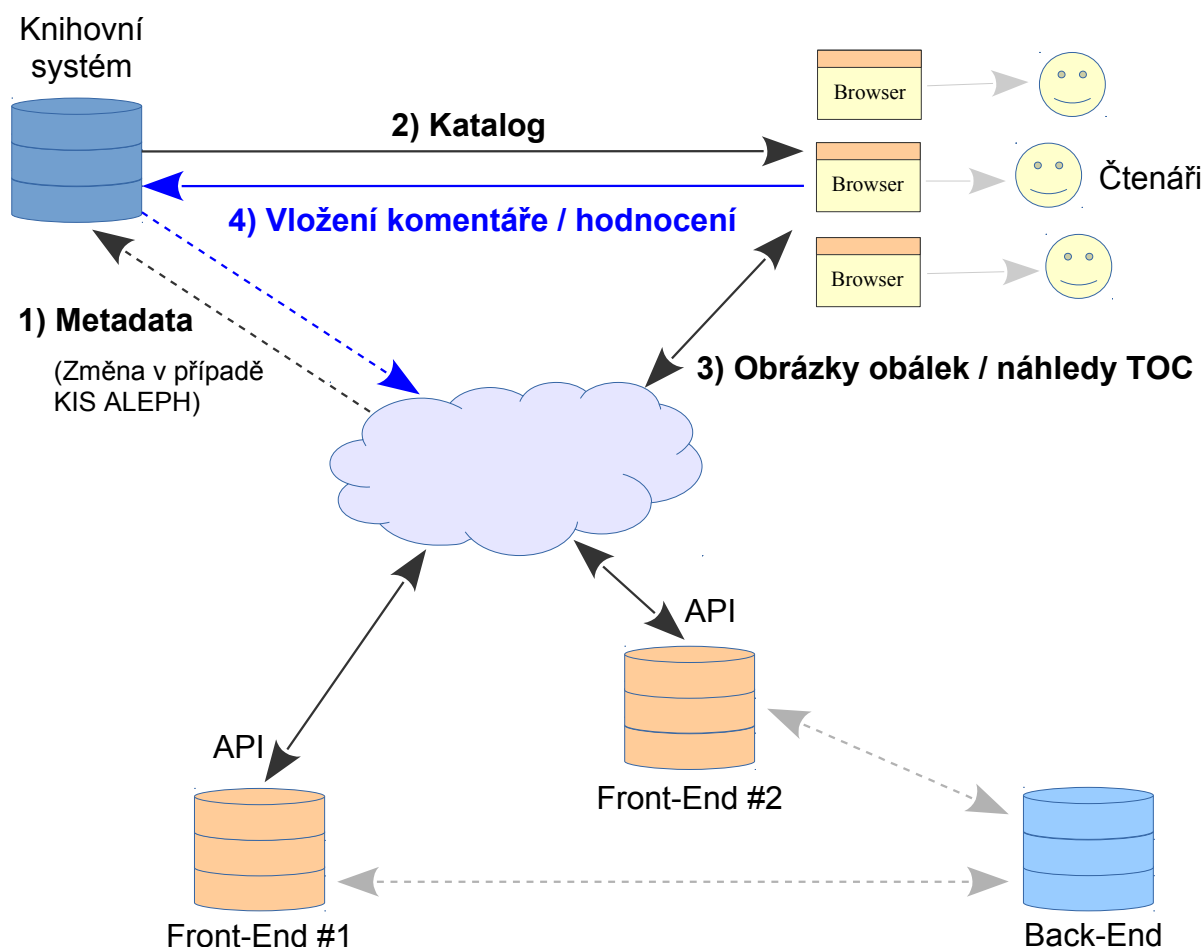 Knihovní
systém
2) Katalog
Browser
Browser
Čtenáři
4) Vložení komentáře / hodnocení
Browser
1) Metadata
(Změna v případě
KIS ALEPH)
3) Obrázky obálek / náhledy TOC
API
API
Front-End #2
Front-End #1
Back-End